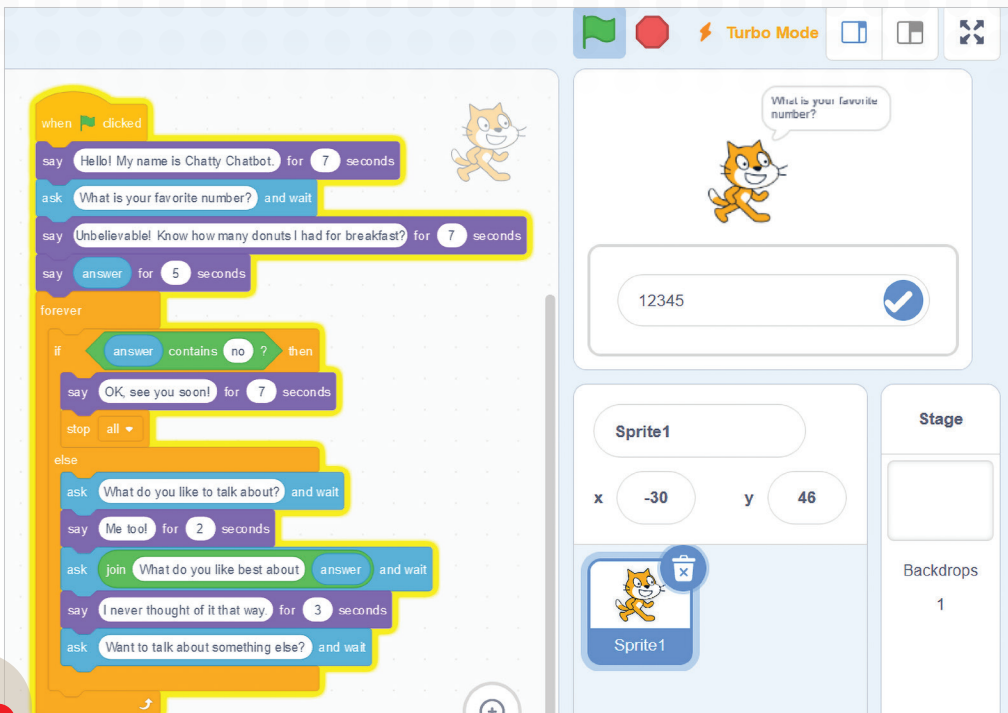 Turbo Mode
when clicked
say Hello! My name is Chatty Chatbot. for 7 seconds
ask What is your favorite number? and wait
say Unbelievable! Know how many donuts I had for breakfast? for 7 seconds
say answer for 5 seconds
forever
if answer contains no ? then
say OK, see you soon! for 7 seconds
stop all
else
ask What do you like to talk about? and wait
say Me too! for 2 seconds
ask join What do you like best about answer and wait
say I never thought of it that way. for 3 seconds
ask Want to talk about something else? and wait
What is your favorite
number?
12345
Sprite1
x -30 y 46
Sprite1
Stage
Backdrops
1